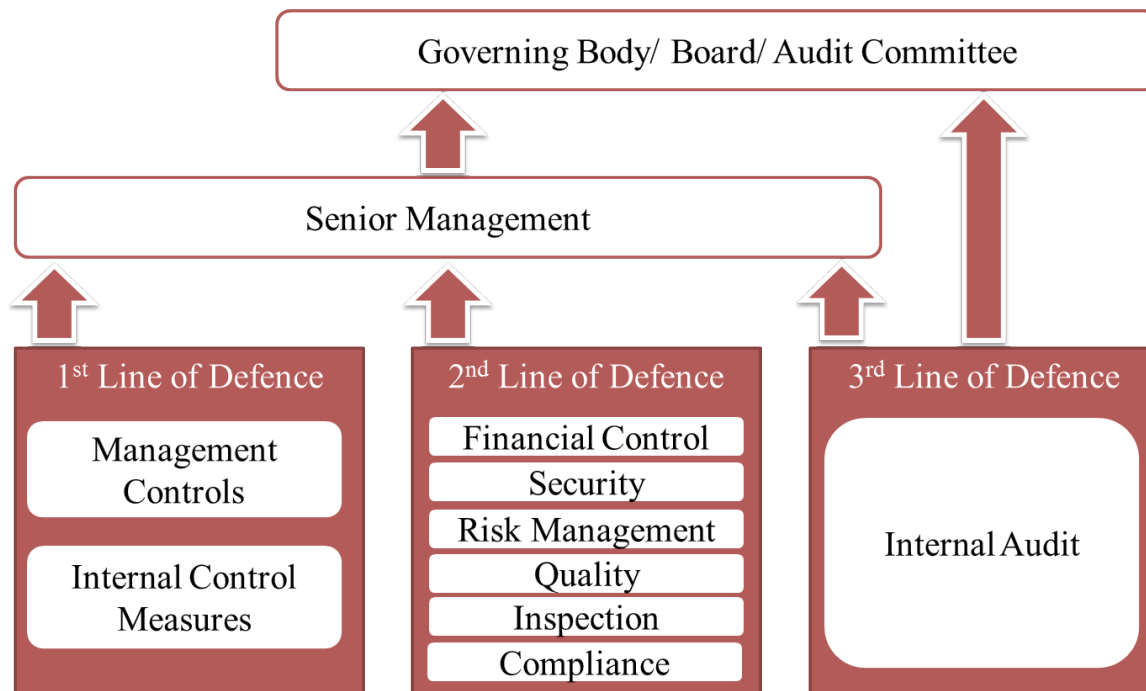 Governing Body/ Board/ Audit Committee
Senior Management
1st Line of Defence
Management
Controls
Internal Control
Measures
2nd Line of Defence
Financial Control
Security
Risk Management
Quality
Inspection
Compliance
3rd Line of Defence
Internal Audit